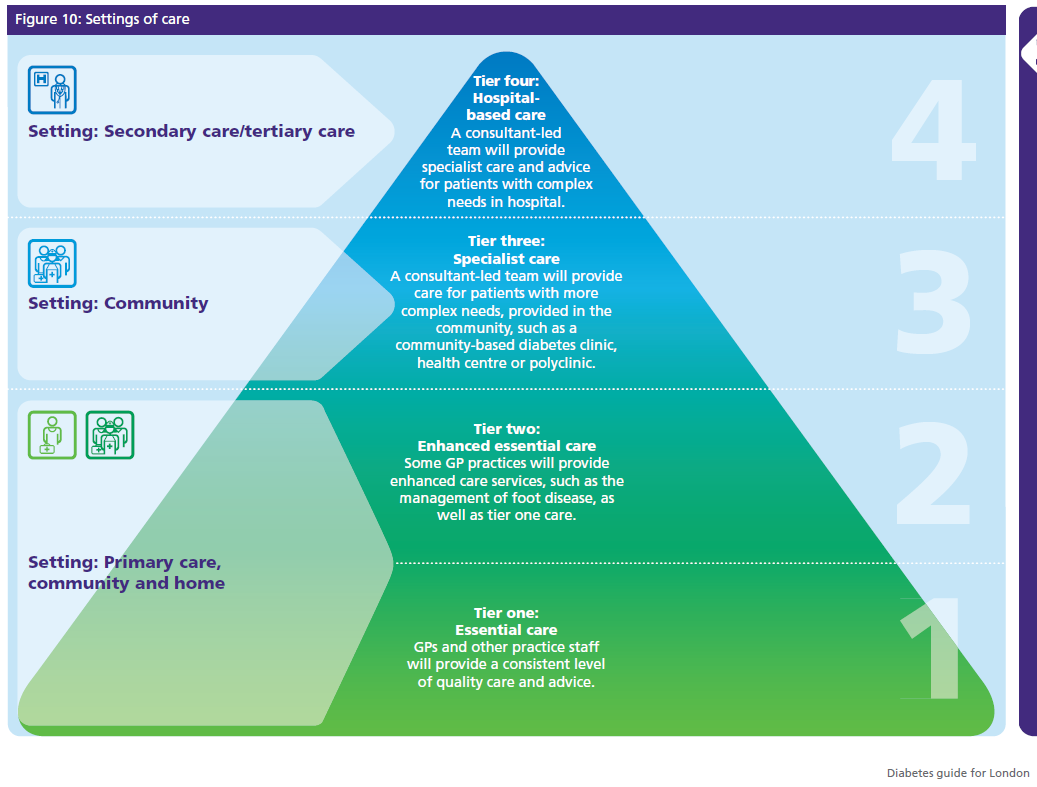 Figure 10: Settings of care
H
Setting: Secondary care/tertiary care
Tier four:
Hospital-
based care
A consultant-led
team will provide
specialist care and advice
for patients with complex
needs in hospital.
4
Setting: Community
Tier three:
Specialist care
A consultant-led team will provide
care for patients with more
complex needs, provided in the
community, such as a
community-based diabetes clinic,
health centre or polyclinic.
3
Setting: Primary care,
community and home
Tier two:
Enhanced essential care
Some GP practices will provide
enhanced care services, such as the
management of foot disease, as
well as tier one care.
2
Tier one:
Essential care
GPs and other practice staff
will provide a consistent level
of quality care and advice.
1
Diabetes guide for London